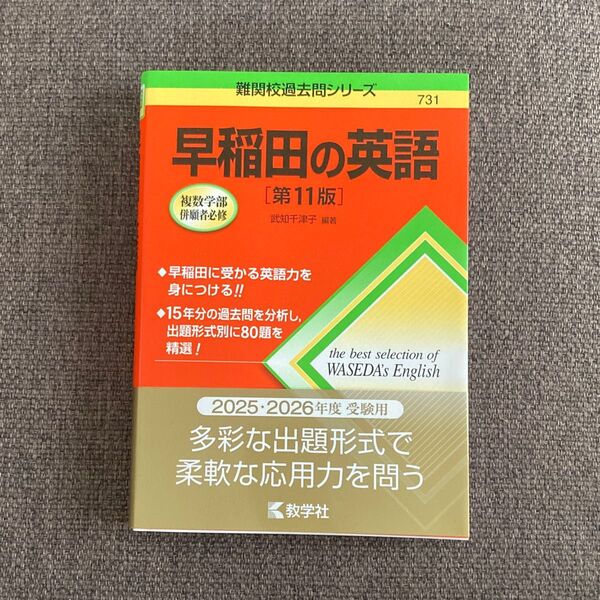 難関校過去問シリーズ
731
早稲田の英語
[第11版]
武知千津子 編著
複数学部
併願者必修
◆早稲田に受かる英語力を
身につける!!
◆15年分の過去問を分析し,
出題形式別に80題を
精選!
the best selection of
WASEDA's English
2025・2026年度 受験用
多彩な出題形式で
柔軟な応用力を問う
教学社